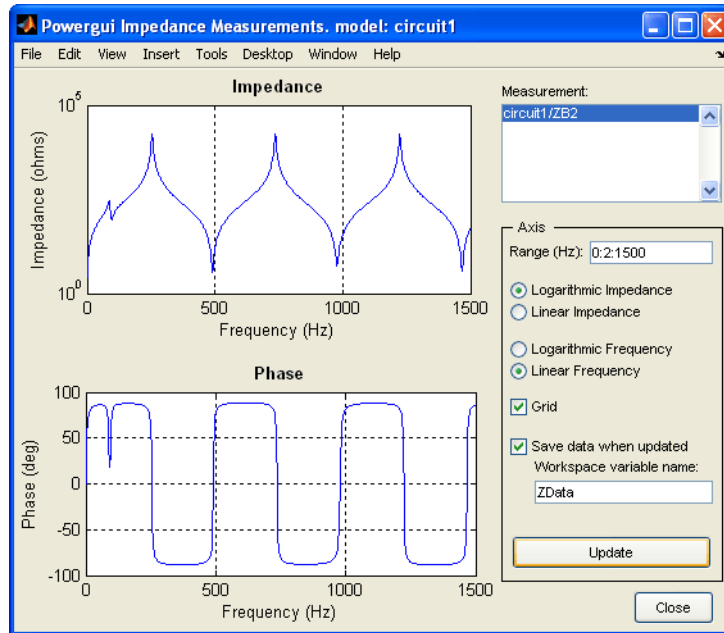 Powergui Impedance Measurements. model: circuit1
File Edit View Insert Tools Desktop Window Help
Impedance
10^5
10^0
Impedance (ohms)
0 500 1000 1500
Frequency (Hz)
Phase
100
50
0
-50
-100
Phase (deg)
0 500 1000 1500
Frequency (Hz)
Measurement:
circuit1/ZB2
Axis
Range (Hz): 0:2:1500
Logarithmic Impedance
Linear Impedance
Logarithmic Frequency
Linear Frequency
Grid
Save data when updated
Workspace variable name:
ZData
Update
Close